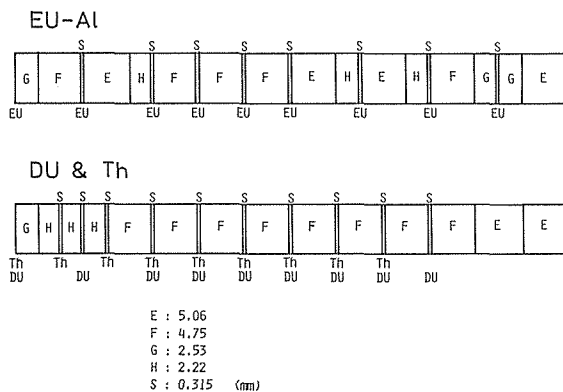 EU-Al
S S S S S S S S
G F E H F F F E H E H F G G E
EU EU EU EU EU EU EU EU EU
DU & Th
S S S S S S S S S S
G H H H F F F F F F F F E E
Th Th Th Th Th Th Th Th Th
DU DU DU DU DU DU DU DU DU
E : 5.06
F : 4.75
G : 2.53
H : 2.22
S : 0.315 (mm)